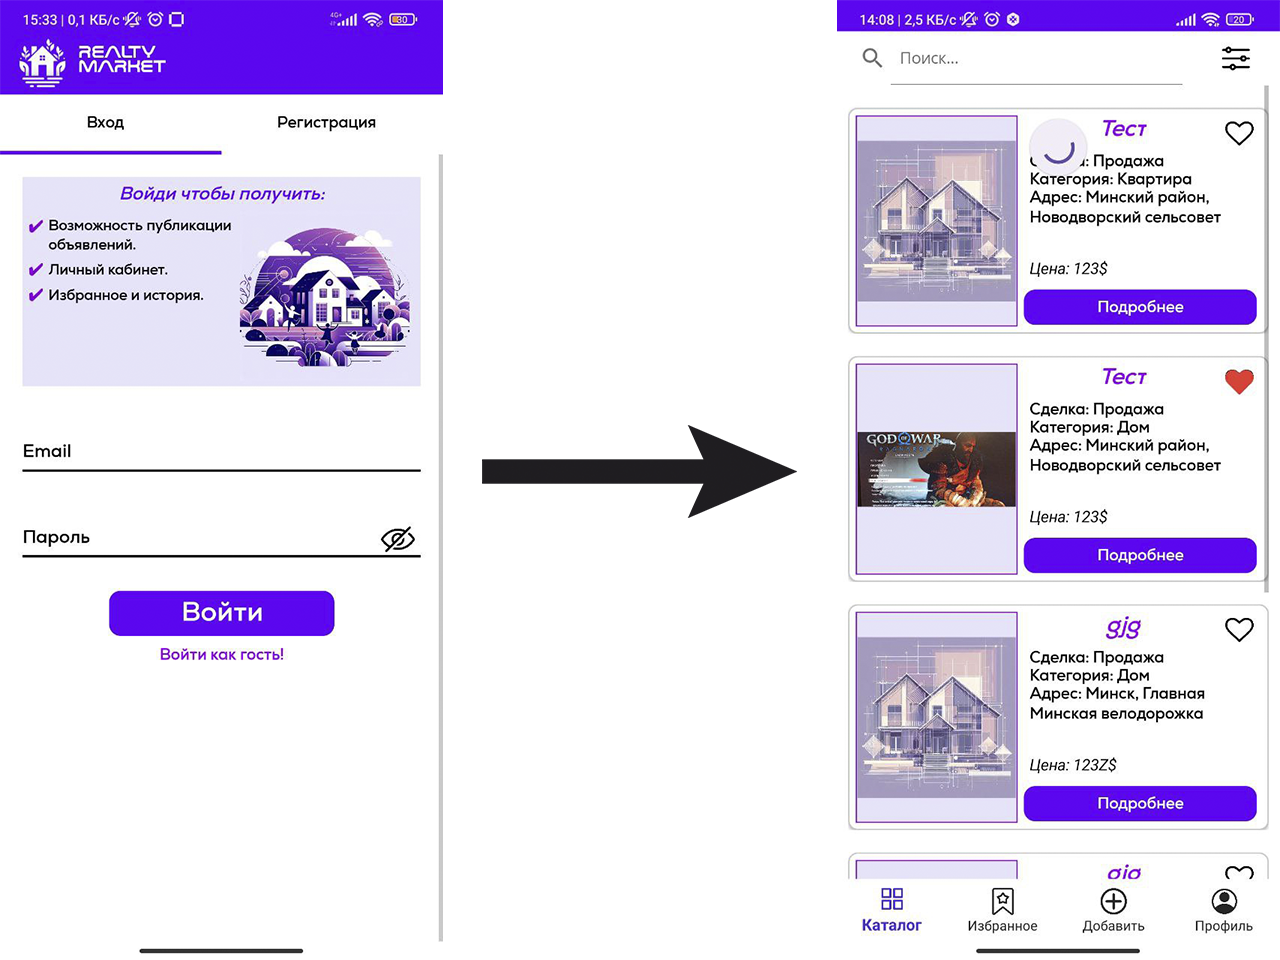 15:33 | 0,1 КБ/с
4G+
80
REALTY
MARKET
Вход
Регистрация
Войди чтобы получить:
Возможность публикации
объявлений.
Личный кабинет.
Избранное и история.
Email
Пароль
Войти
Войти как гость!
14:08 | 2,5 КБ/с
20
Поиск...
Тест
Продажа
Категория: Квартира
Адрес: Минский район,
Новодворский сельсовет
Цена: 123$
Подробнее
Тест
GOD OF WAR
Сделка: Продажа
Категория: Дом
Адрес: Минский район,
Новодворский сельсовет
Цена: 123$
Подробнее
gjg
Сделка: Продажа
Категория: Дом
Адрес: Минск, Главная
Минская велодорожка
Цена: 123Z$
Подробнее
gjg
Каталог
Избранное
Добавить
Профиль